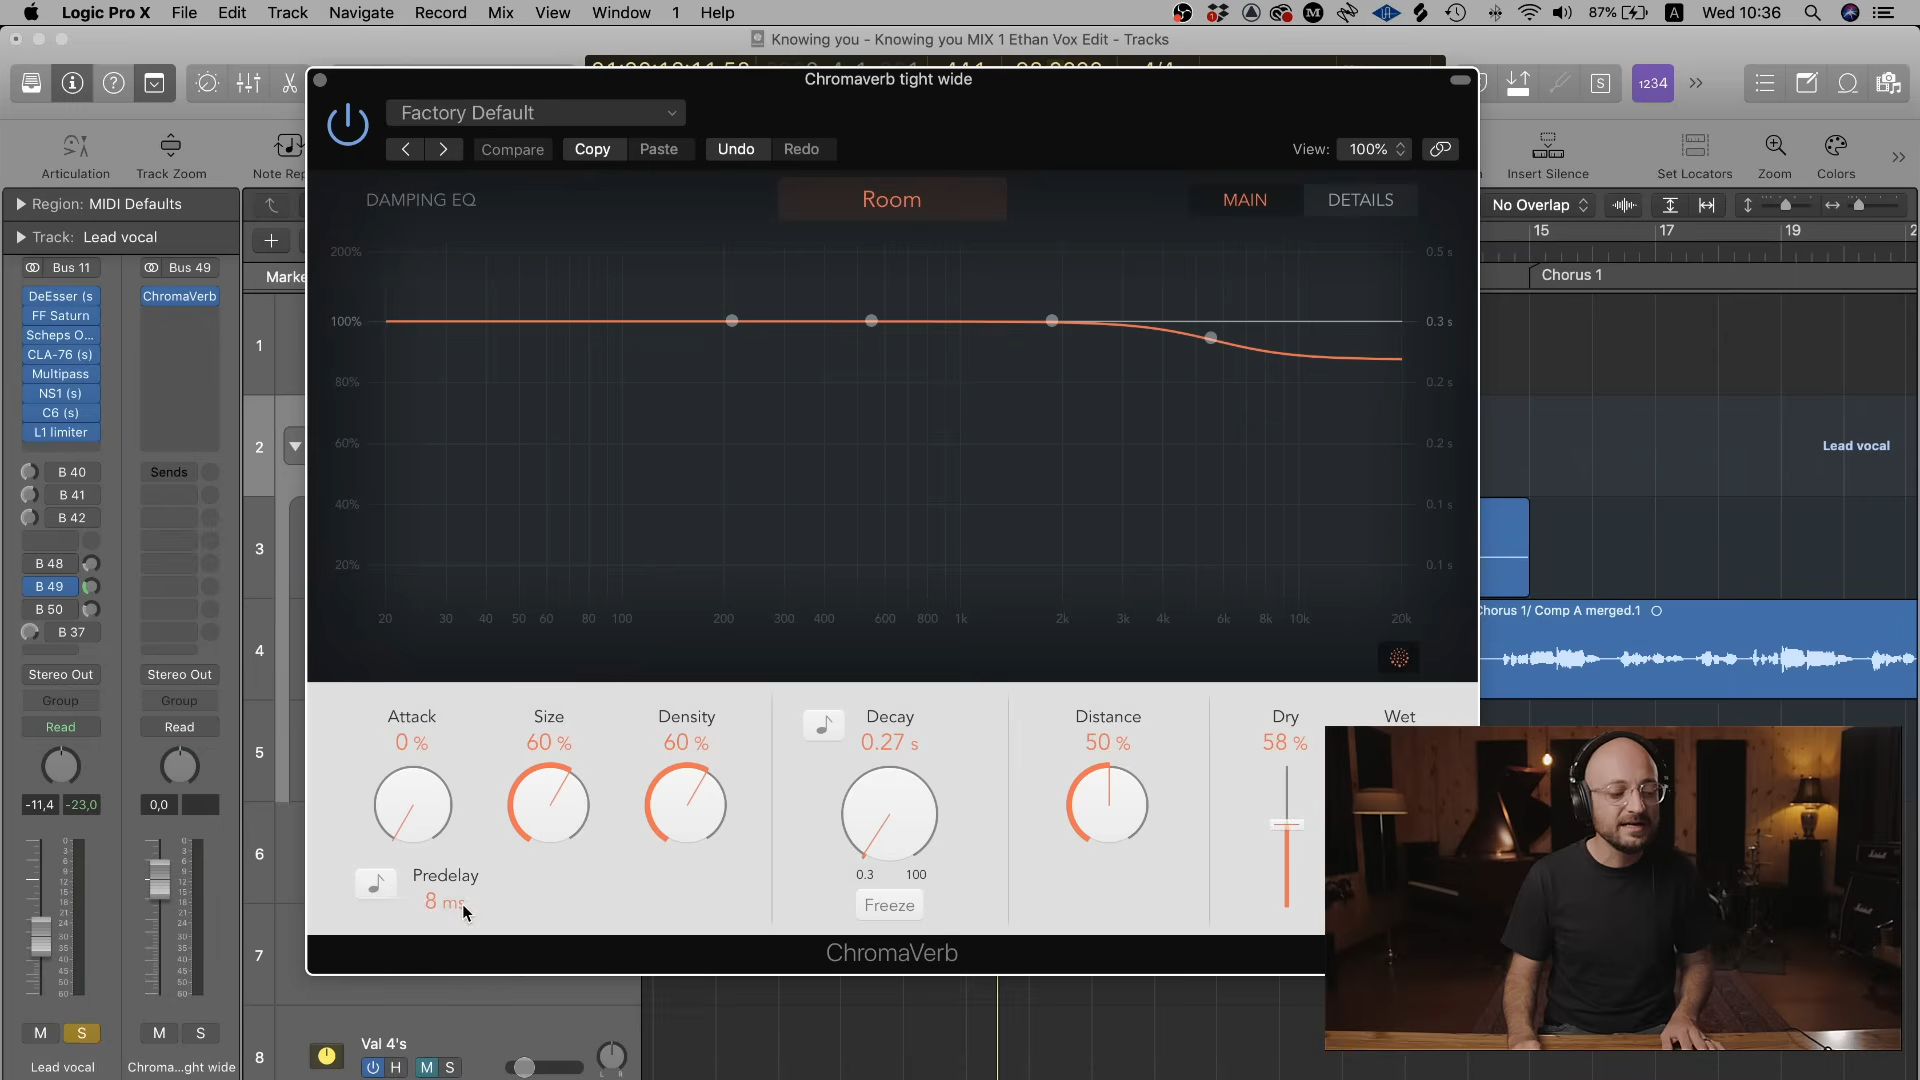 Logic Pro X File Edit Track Navigate Record Mix View Window 1 Help
87% A Wed 10:36
Knowing you - Knowing you MIX 1 Ethan Vox Edit - Tracks
Chromaverb tight wide
Factory Default
Compare Copy Paste Undo Redo
View: 100%
S 1234
Articulation Track Zoom Insert Silence Set Locators Zoom Colors
Region: MIDI Defaults
Track: Lead vocal
No Overlap
15 17 19
Chorus 1
DAMPING EQ Room MAIN DETAILS
200% 0.5 s
100% 0.3 s
80% 0.2 s
60% 0.2 s
40% 0.1 s
20% 0.1 s
20 30 40 50 60 80 100 200 300 400 600 800 1k 2k 3k 4k 6k 8k 10k 20k
Attack Size Density Decay Distance Dry Wet
0 % 60 % 60 % 0.27 s 50 % 58 %
0.3 100
Predelay
8 ms
Freeze
ChromaVerb
Bus 11 Bus 49
DeEsser (s ChromaVerb
FF Saturn
Scheps O...
CLA-76 (s)
Multipass
NS1 (s)
C6 (s)
L1 limiter
B 40 Sends
B 41
B 42
B 48
B 49
B 50
B 37
Stereo Out Stereo Out
Group Group
Read Read
-11,4 -23,0 0,0
M S M S
Lead vocal Chroma...ght wide
1
2
3
4
5
6
7
8
Val 4's
H M S
L R
Lead vocal
Chorus 1/ Comp A merged.1